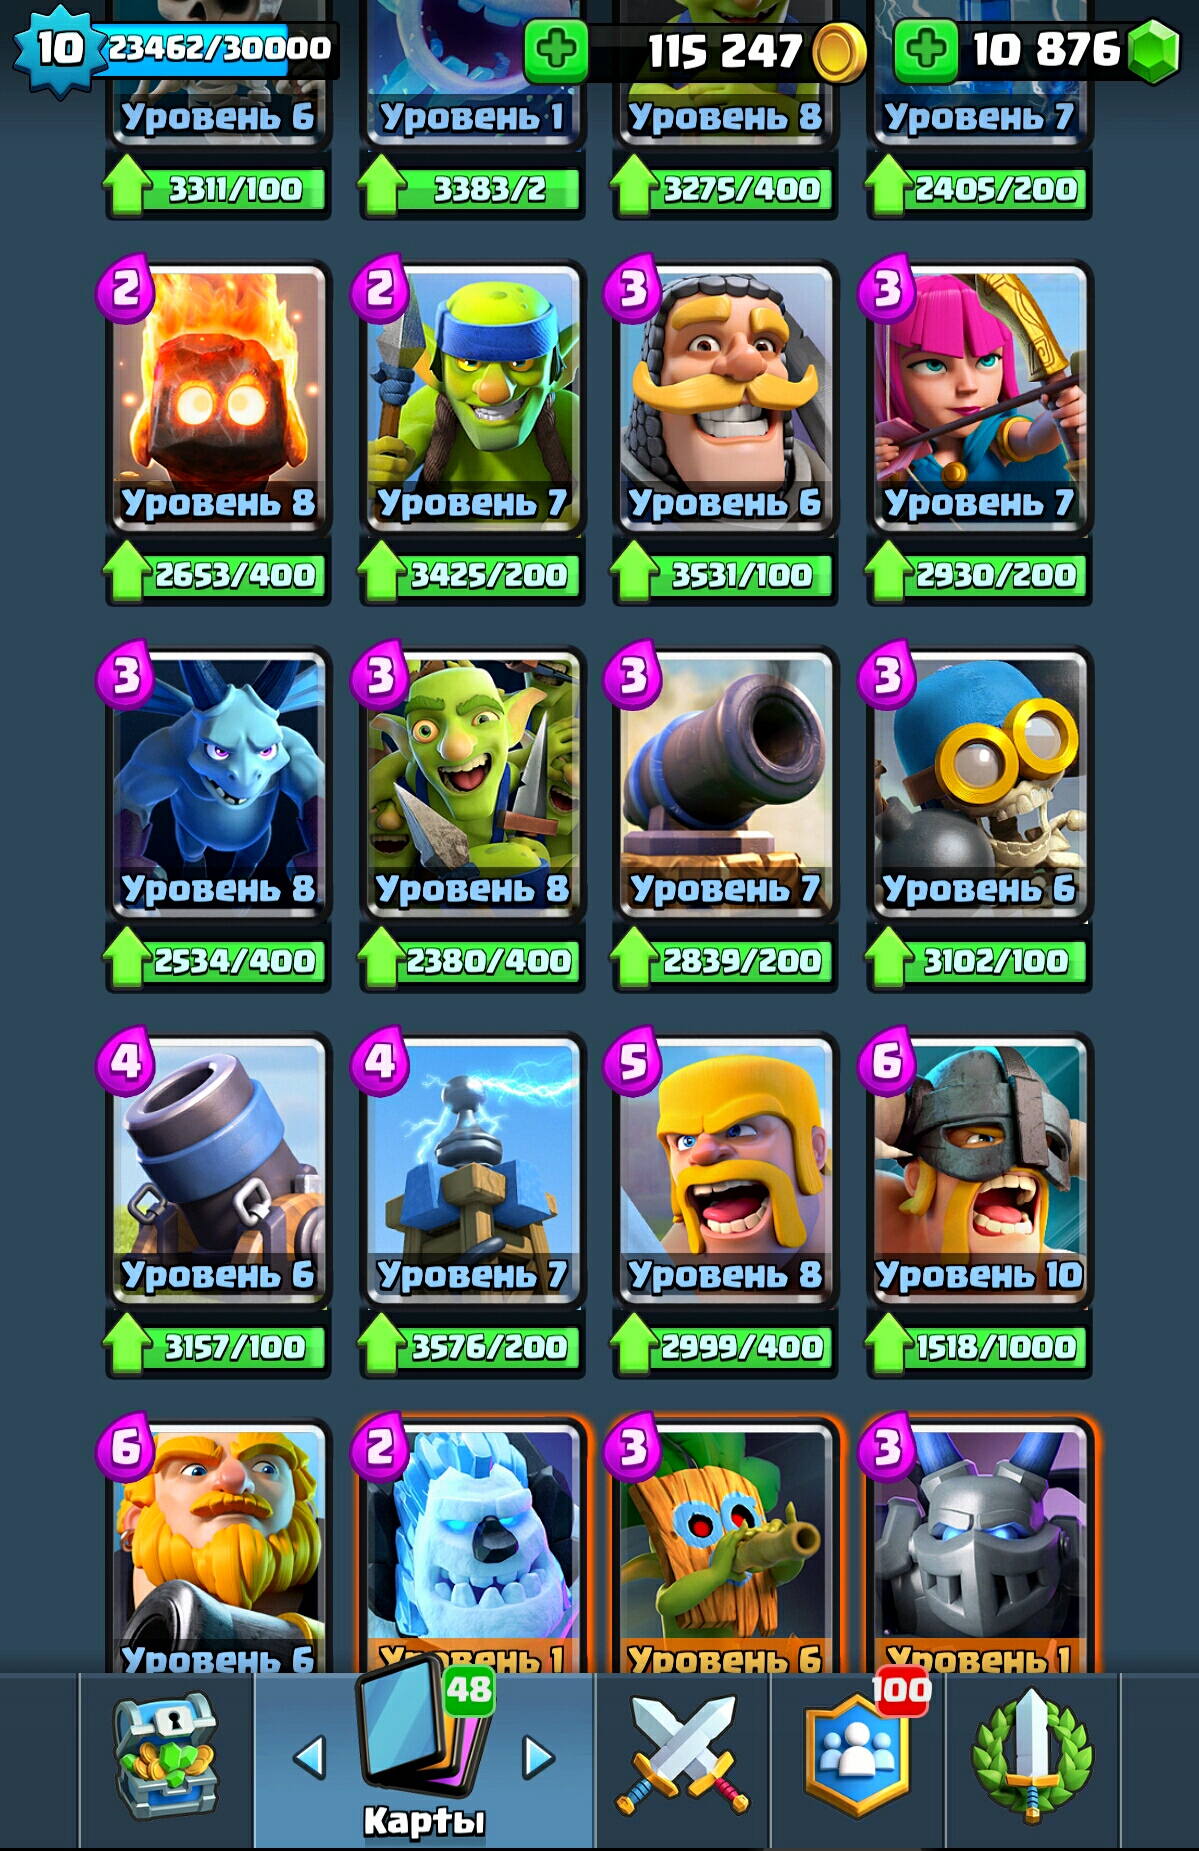 10 23462/30000 115 247 10 876
Уровень 6 Уровень 1 Уровень 8 Уровень 7
3311/100 3383/2 3275/400 2405/200
2 2 3 3
Уровень 8 Уровень 7 Уровень 6 Уровень 7
2653/400 3425/200 3531/100 2930/200
3 3 3 3
Уровень 8 Уровень 8 Уровень 7 Уровень 6
2534/400 2380/400 2839/200 3102/100
4 4 5 6
Уровень 6 Уровень 7 Уровень 8 Уровень 10
3157/100 3576/200 2999/400 1518/1000
6 2 3 3
Уровень 6 Уровень 1 Уровень 6 Уровень 1
48 100
Карты